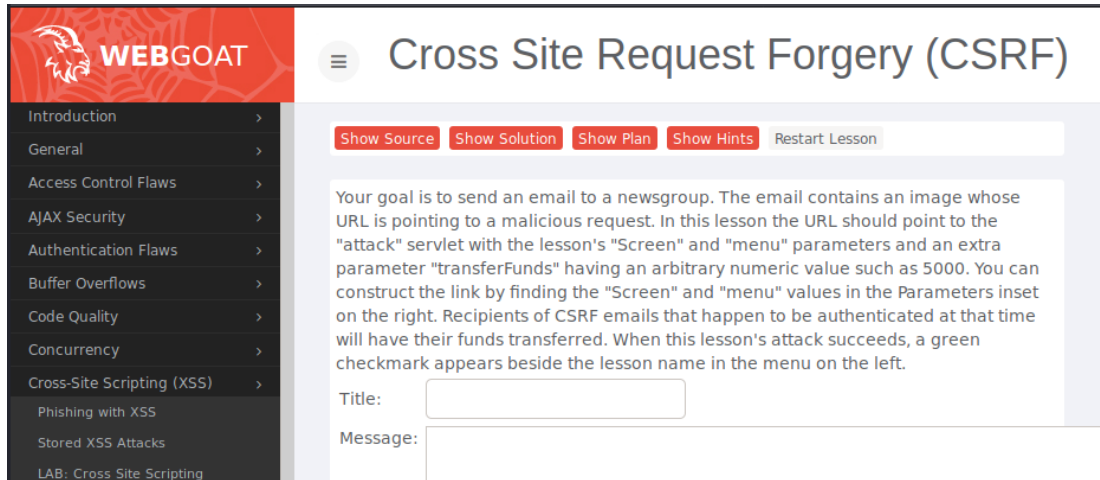 WEBGOAT
Cross Site Request Forgery (CSRF)
Introduction
General
Access Control Flaws
AJAX Security
Authentication Flaws
Buffer Overflows
Code Quality
Concurrency
Cross-Site Scripting (XSS)
Phishing with XSS
Stored XSS Attacks
LAB: Cross Site Scripting
Show Source Show Solution Show Plan Show Hints Restart Lesson
Your goal is to send an email to a newsgroup. The email contains an image whose
URL is pointing to a malicious request. In this lesson the URL should point to the
"attack" servlet with the lesson's "Screen" and "menu" parameters and an extra
parameter "transferFunds" having an arbitrary numeric value such as 5000. You can
construct the link by finding the "Screen" and "menu" values in the Parameters inset
on the right. Recipients of CSRF emails that happen to be authenticated at that time
will have their funds transferred. When this lesson's attack succeeds, a green
checkmark appears beside the lesson name in the menu on the left.
Title:
Message: